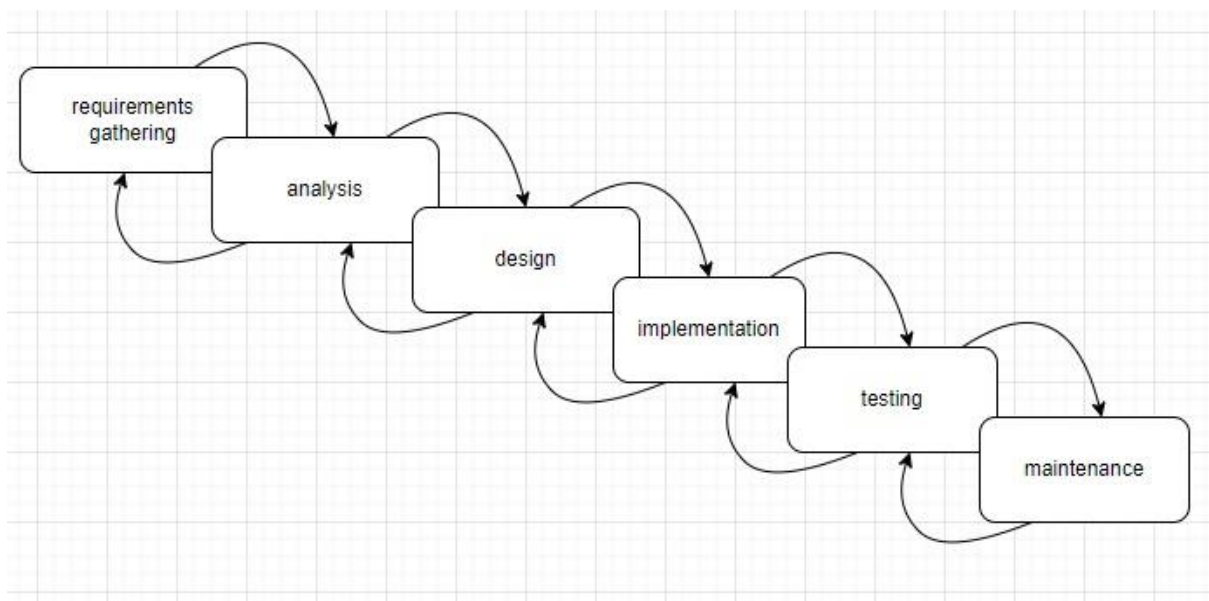 requirements
gathering
analysis
design
implementation
testing
maintenance